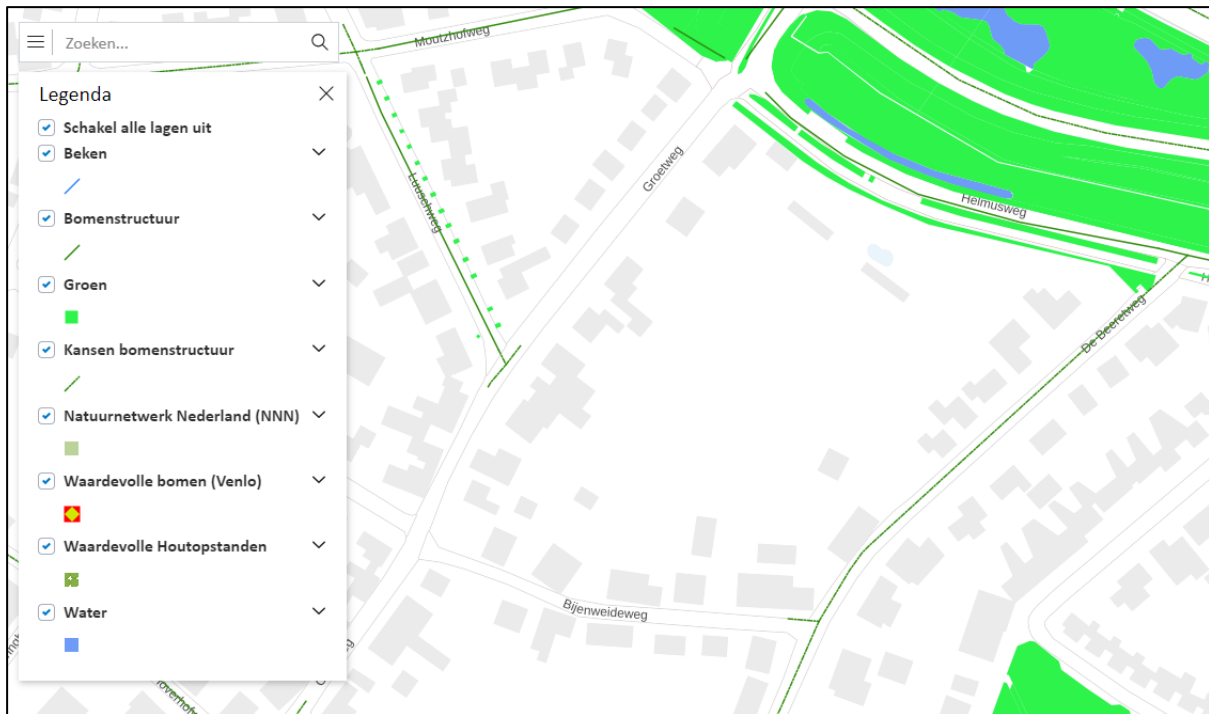 Zoeken...
Legenda
Schakel alle lagen uit
Beken
Bomenstructuur
Groen
Kansen bomenstructuur
Natuurnetwerk Nederland (NNN)
Waardevolle bomen (Venlo)
Waardevolle Houtopstanden
Water
Moutzhofweg
Luuschweg
Groetweg
Helmusweg
De Beeretweg
Bijenweideweg